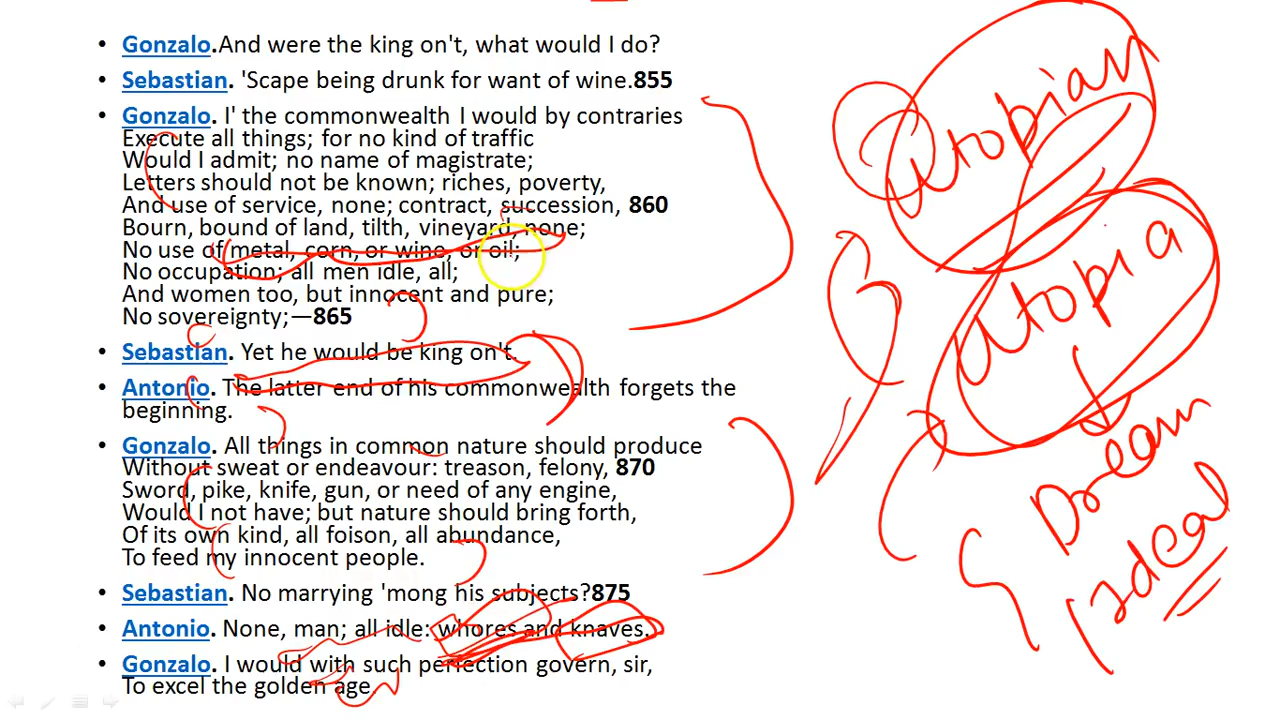 • Gonzalo.And were the king on't, what would I do?
• Sebastian. 'Scape being drunk for want of wine.855
• Gonzalo. I' the commonwealth I would by contraries
Execute all things; for no kind of traffic
Would I admit; no name of magistrate;
Letters should not be known; riches, poverty,
And use of service, none; contract, succession, 860
Bourn, bound of land, tilth, vineyard, none;
No use of metal, corn, or wine, or oil;
No occupation; all men idle, all;
And women too, but innocent and pure;
No sovereignty;—865
• Sebastian. Yet he would be king on't.
• Antonio. The latter end of his commonwealth forgets the
beginning.
• Gonzalo. All things in common nature should produce
Without sweat or endeavour: treason, felony, 870
Sword, pike, knife, gun, or need of any engine,
Would I not have; but nature should bring forth,
Of its own kind, all foison, all abundance,
To feed my innocent people.
• Sebastian. No marrying 'mong his subjects?875
• Antonio. None, man; all idle: whores and knaves.
• Gonzalo. I would with such perfection govern, sir,
To excel the golden age.
utopian
utopia
Dream
Ideal